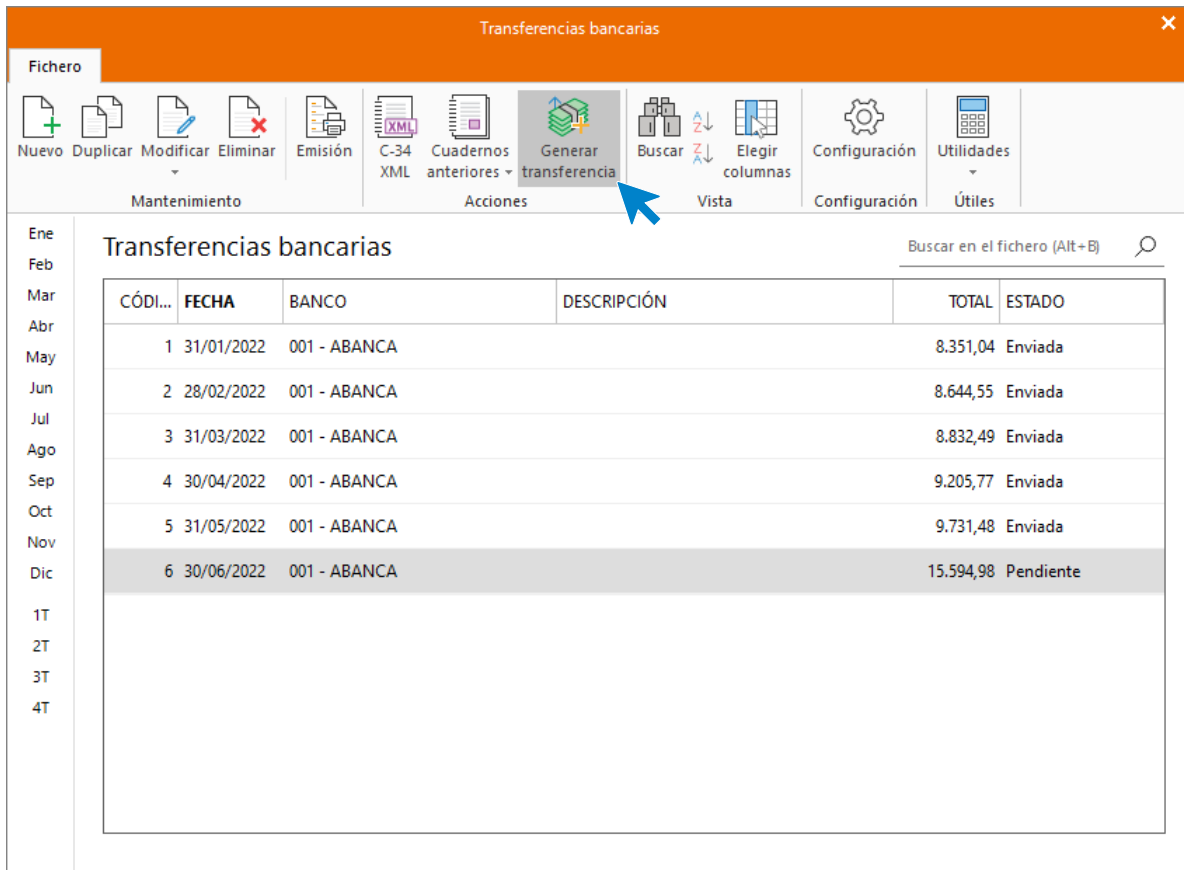 Transferencias bancarias
Fichero
Nuevo Duplicar Modificar Eliminar Emisión C-34 XML Cuadernos anteriores Generar transferencia Buscar Elegir columnas Configuración Utilidades
Mantenimiento Acciones Vista Configuración Útiles
Ene
Feb
Mar
Abr
May
Jun
Jul
Ago
Sep
Oct
Nov
Dic
1T
2T
3T
4T
Transferencias bancarias Buscar en el fichero (Alt+B)
CÓDI... FECHA BANCO DESCRIPCIÓN TOTAL ESTADO
1 31/01/2022 001 - ABANCA 8.351,04 Enviada
2 28/02/2022 001 - ABANCA 8.644,55 Enviada
3 31/03/2022 001 - ABANCA 8.832,49 Enviada
4 30/04/2022 001 - ABANCA 9.205,77 Enviada
5 31/05/2022 001 - ABANCA 9.731,48 Enviada
6 30/06/2022 001 - ABANCA 15.594,98 Pendiente